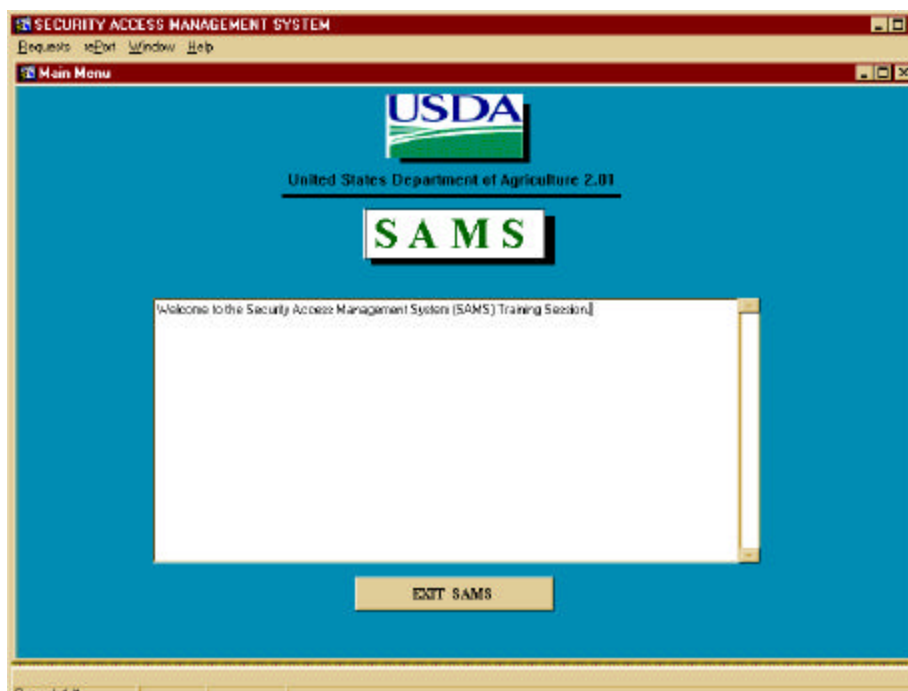 SECURITY ACCESS MANAGEMENT SYSTEM
Requests rePort Window Help
Main Menu
USDA
United States Department of Agriculture 2.01
SAMS
Welcome to the Security Access Management System (SAMS) Training Session.
EXIT SAMS